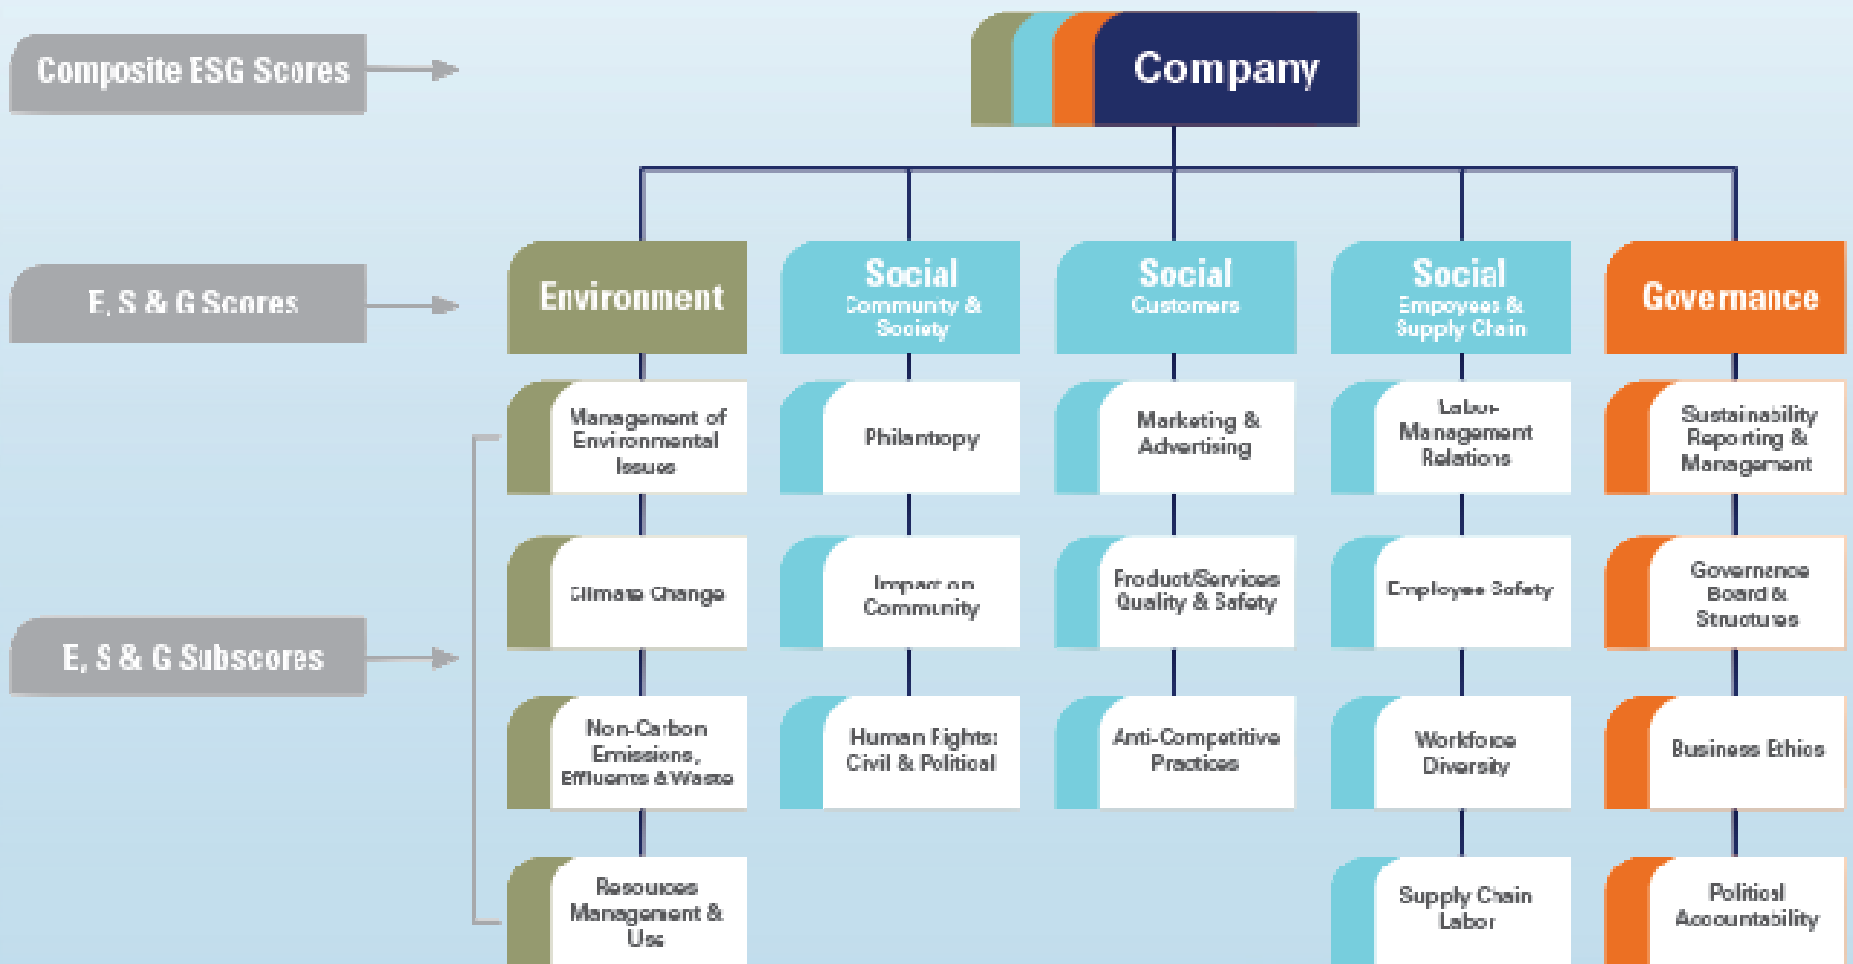 Composite ESG Scores
Company
E, S & G Scores
Environment
Social
Community &
Society
Social
Customers
Social
Empoyees &
Supply Chain
Governance
E, S & G Subscores
Management of
Environmental
Issues
Philantropy
Marketing &
Advertising
Labor-
Management
Relations
Sustainability
Reporting &
Management
Climate Change
Impact on
Community
Product/Services
Quality & Safety
Employee Safety
Governance
Board &
Structures
Non-Carbon
Emissions,
Effluents & Waste
Human Rights:
Civil & Political
Anti-Competitive
Practices
Workforce
Diversity
Business Ethics
Resources
Management &
Use
Supply Chain
Labor
Political
Accountability